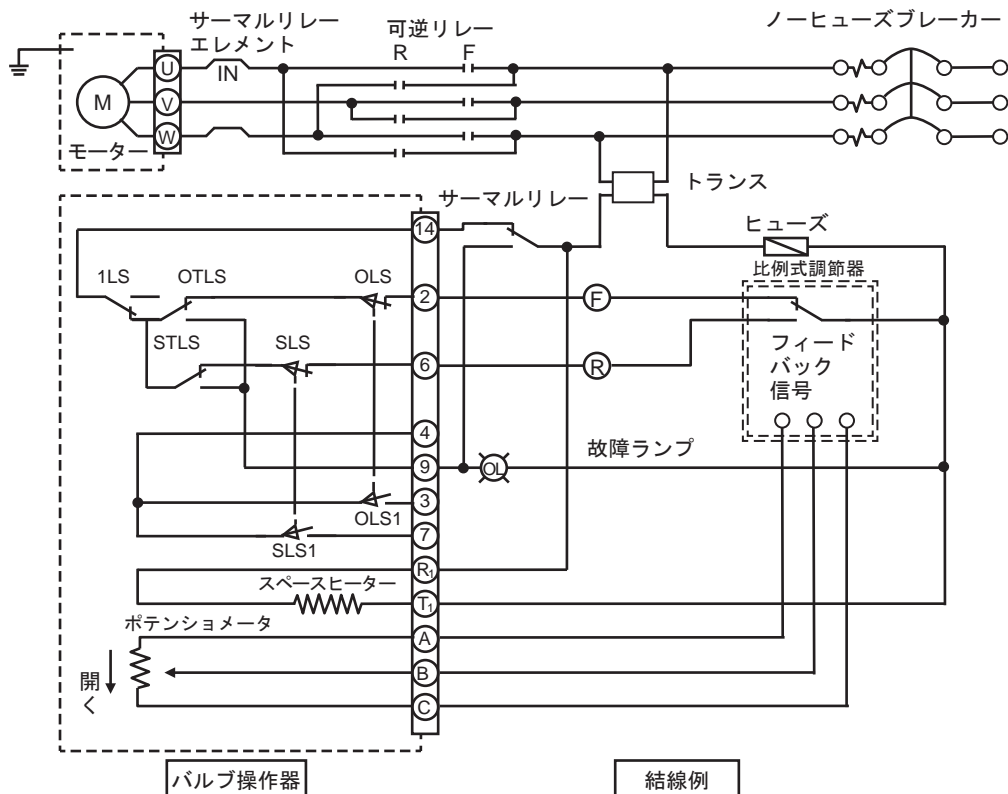 サーマルリレー
エレメント
可逆リレー
ノーヒューズブレーカー
R
F
IN
U
M
V
W
モーター
トランス
サーマルリレー
14
ヒューズ
比例式調節器
1LS
OTLS
OLS
2
F
STLS
SLS
6
R
フィード
バック
信号
4
9
OL
故障ランプ
3
OLS1
7
SLS1
R1
スペースヒーター
T1
ポテンショメータ
A
開
く
B
C
バルブ操作器
結線例